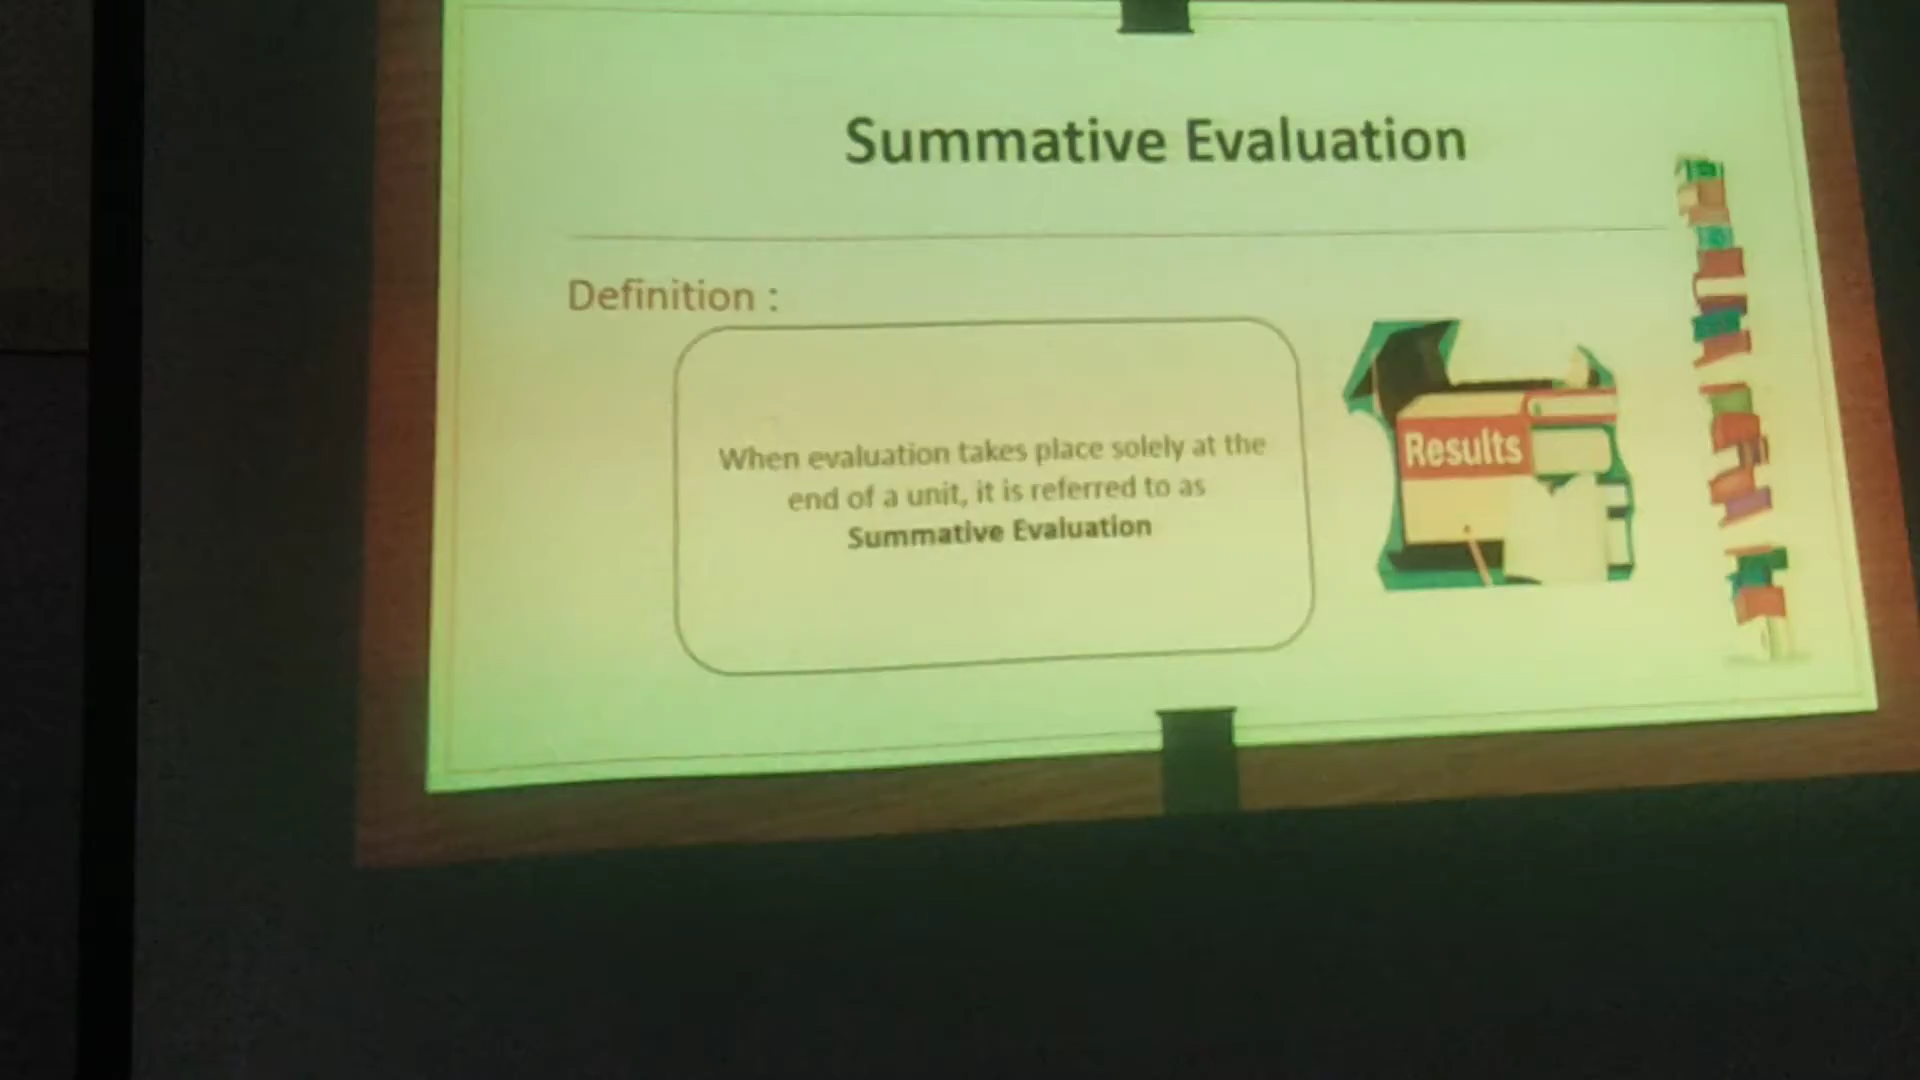 Summative Evaluation
Definition :
When evaluation takes place solely at the
end of a unit, it is referred to as
Summative Evaluation
Results